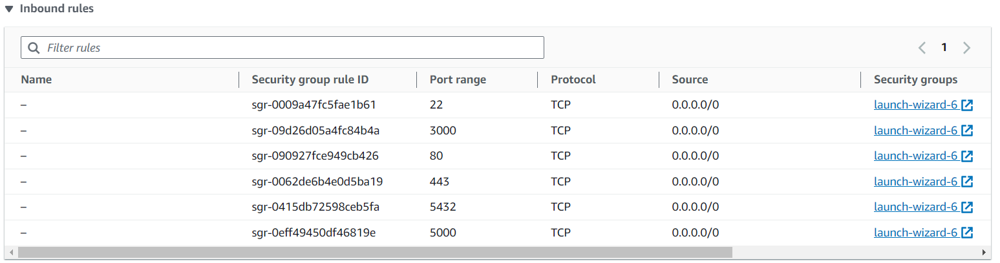 Inbound rules
Filter rules
1
Name Security group rule ID Port range Protocol Source Security groups
– sgr-0009a47fc5fae1b61 22 TCP 0.0.0.0/0 launch-wizard-6
– sgr-09d26d05a4fc84b4a 3000 TCP 0.0.0.0/0 launch-wizard-6
– sgr-090927fce949cb426 80 TCP 0.0.0.0/0 launch-wizard-6
– sgr-0062de6b4e0d5ba19 443 TCP 0.0.0.0/0 launch-wizard-6
– sgr-0415db72598ceb5fa 5432 TCP 0.0.0.0/0 launch-wizard-6
– sgr-0eff49450df46819e 5000 TCP 0.0.0.0/0 launch-wizard-6